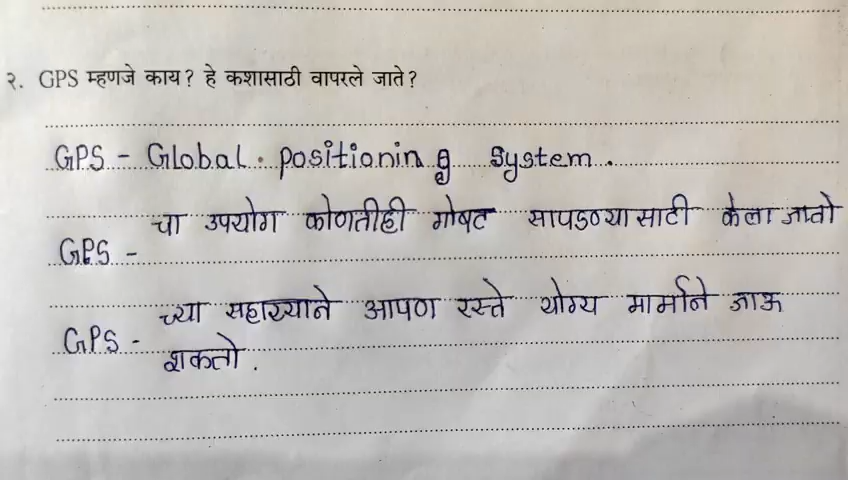 २. GPS म्हणजे काय? हे कशासाठी वापरले जाते?
GPS - Global. positioning system.
GPS - चा उपयोग कोणतीही गोष्ट सापडण्यासाटी केला जातो
GPS - च्या सहाय्याने आपण रस्ते योग्य मार्माने जाऊ
शकतो.